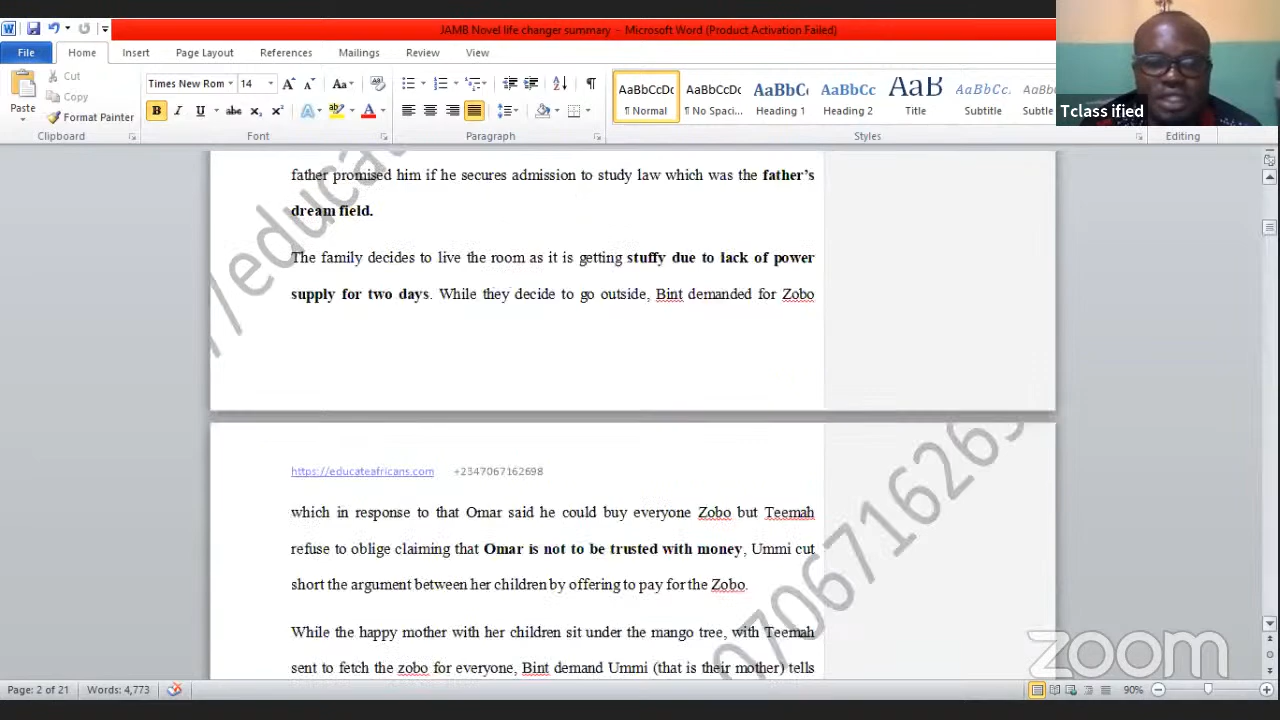 JAMB Novel life changer summary - Microsoft Word (Product Activation Failed)
File Home Insert Page Layout References Mailings Review View
Paste
Cut
Copy
Format Painter
Clipboard
Times New Rom 14
Font
Paragraph
AaBbCcDc AaBbCcDc AaBbC AaBbCc AaB AaBbCc. AaBbC
¶ Normal ¶ No Spaci... Heading 1 Heading 2 Title Subtitle Subtle
Styles
Editing
Tclass ified
father promised him if he secures admission to study law which was the father’s
dream field.
The family decides to live the room as it is getting stuffy due to lack of power
supply for two days. While they decide to go outside, Bint demanded for Zobo
https://educateafricans.com +2347067162698
which in response to that Omar said he could buy everyone Zobo but Teemah
refuse to oblige claiming that Omar is not to be trusted with money, Ummi cut
short the argument between her children by offering to pay for the Zobo.
While the happy mother with her children sit under the mango tree, with Teemah
sent to fetch the zobo for everyone, Bint demand Ummi (that is their mother) tells
zoom
Page: 2 of 21 Words: 4,773 90%